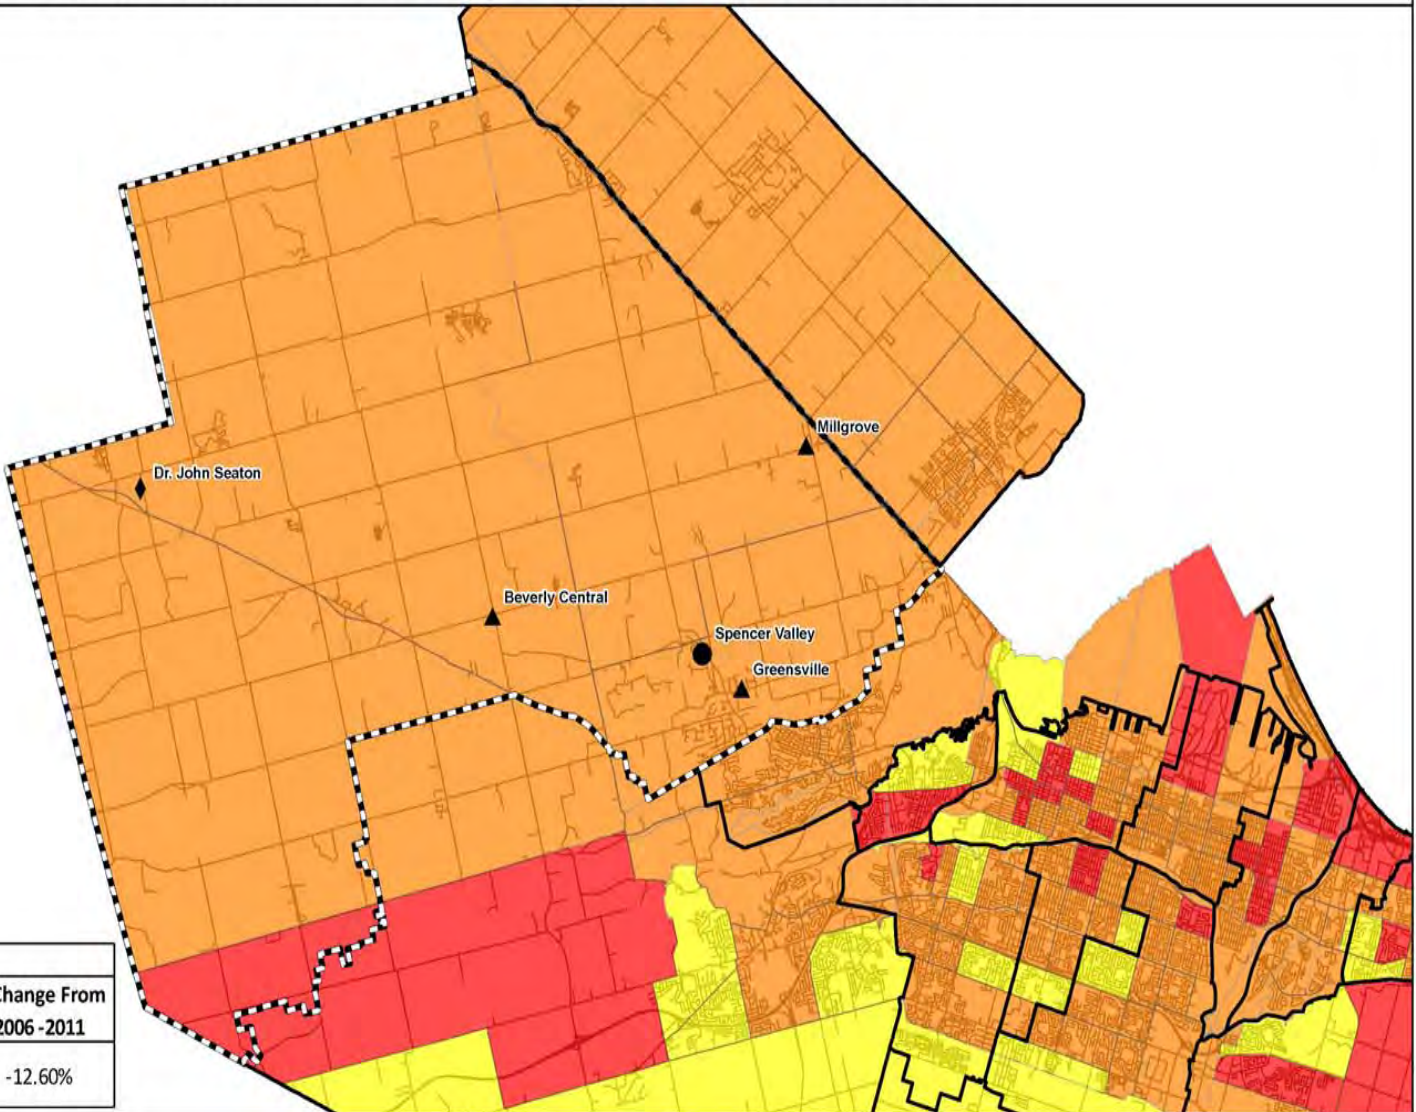 Millgrove
Dr. John Seaton
Beverly Central
Spencer Valley
Greensville
Change From
2006 -2011
-12.60%